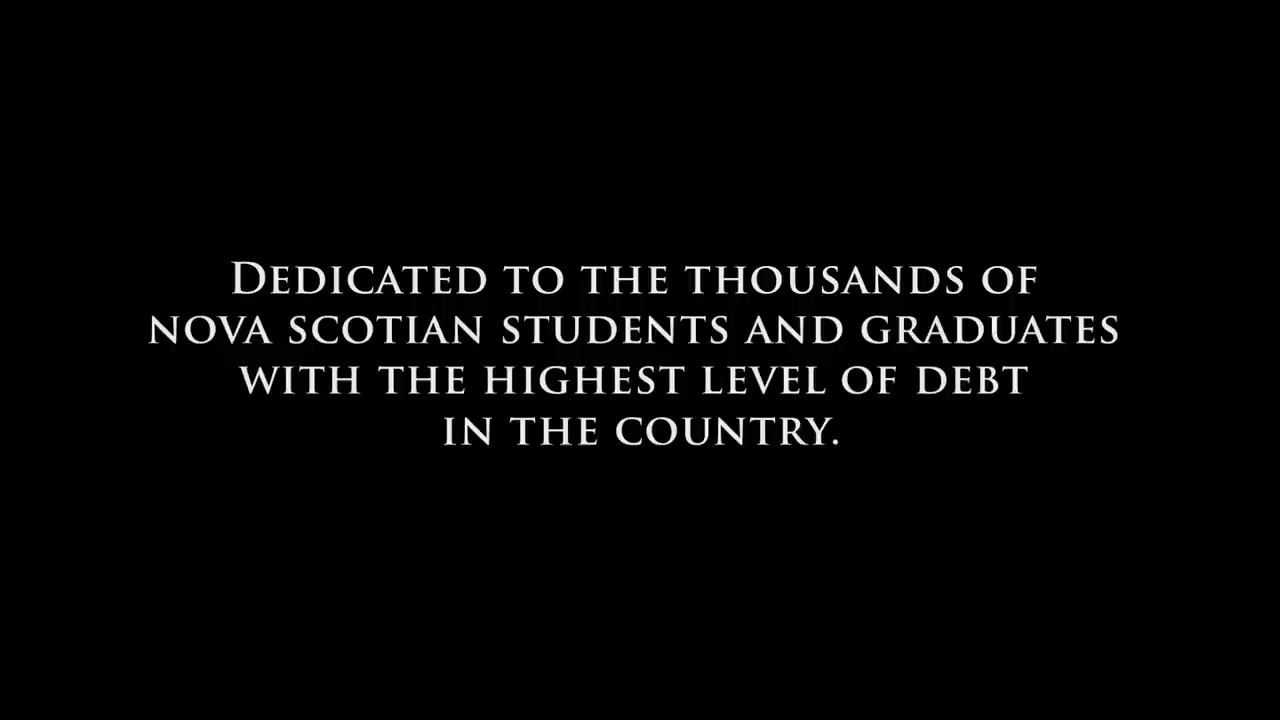 Dedicated to the thousands of
nova scotian students and graduates
with the highest level of debt
in the country.